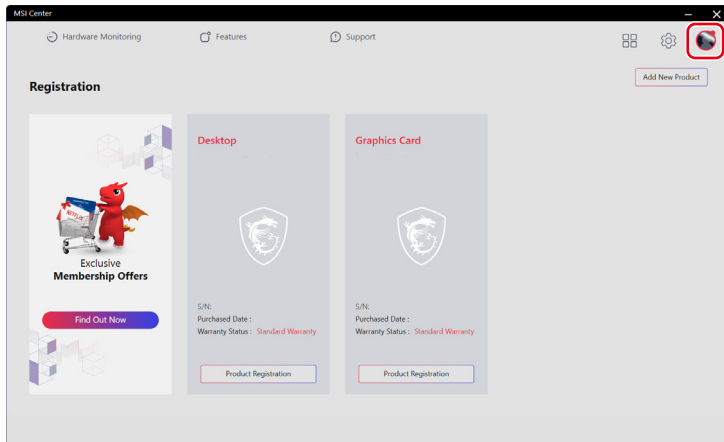 MSI Center
Hardware Monitoring
Features
Support
Add New Product
Registration
Desktop
Graphics Card
NETFLIX
Exclusive
Membership Offers
Find Out Now
S/N:
Purchased Date :
Warranty Status : Standard Warranty
Product Registration
S/N:
Purchased Date :
Warranty Status : Standard Warranty
Product Registration